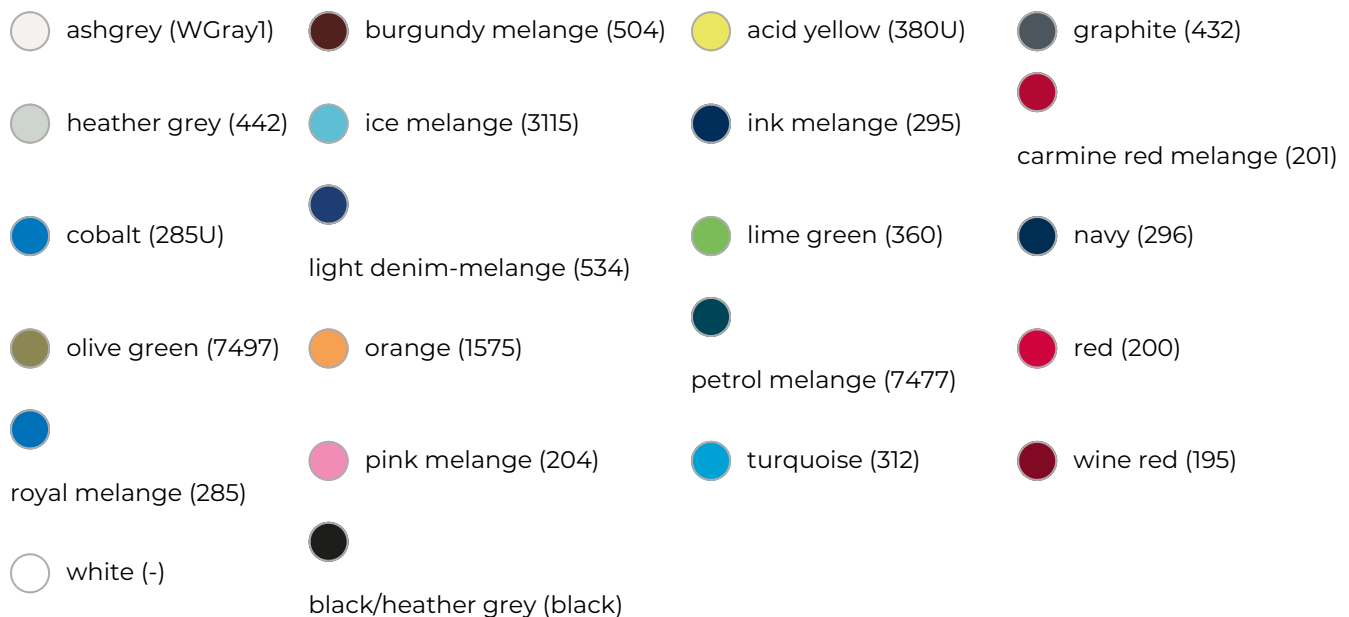 ashgrey (WGray1)
burgundy melange (504)
acid yellow (380U)
graphite (432)
heather grey (442)
ice melange (3115)
ink melange (295)
carmine red melange (201)
cobalt (285U)
light denim-melange (534)
lime green (360)
navy (296)
olive green (7497)
orange (1575)
petrol melange (7477)
red (200)
royal melange (285)
pink melange (204)
turquoise (312)
wine red (195)
white (-)
black/heather grey (black)